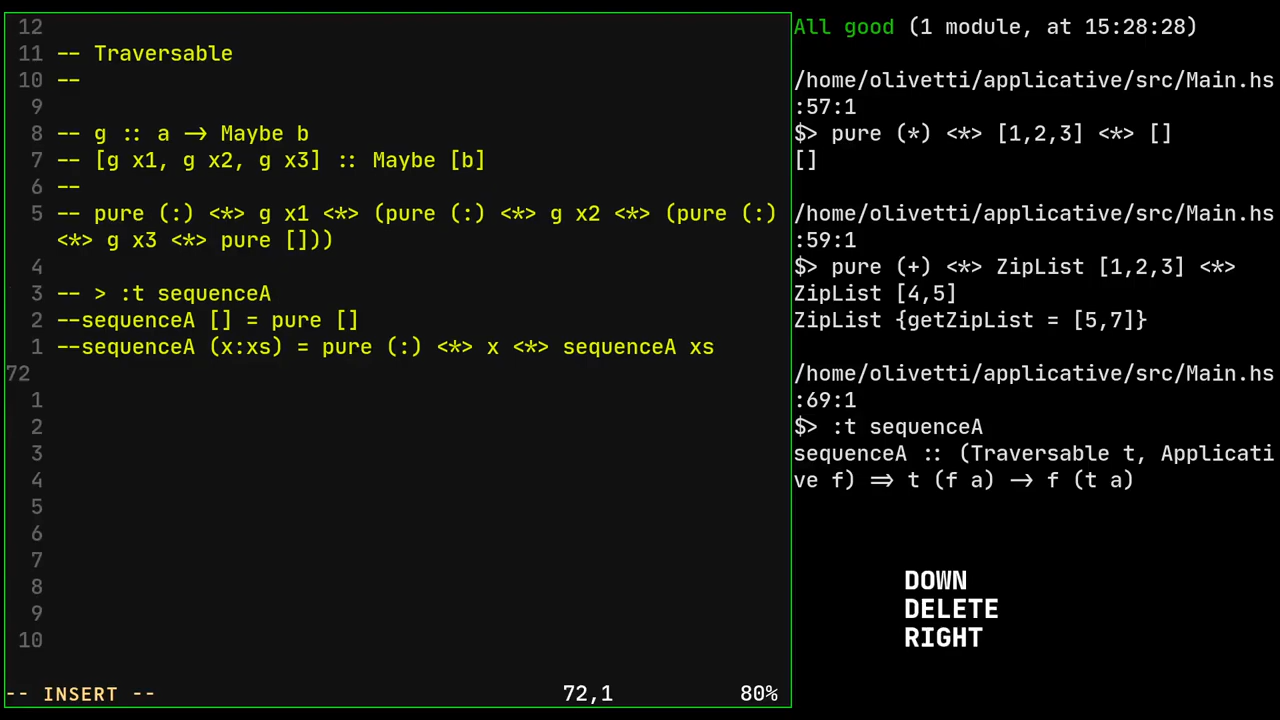 12
11 -- Traversable
10 --
9
8 -- g :: a -> Maybe b
7 -- [g x1, g x2, g x3] :: Maybe [b]
6 --
5 -- pure (:) <*> g x1 <*> (pure (:) <*> g x2 <*> (pure (:)
<*> g x3 <*> pure []))
4
3 -- > :t sequenceA
2 --sequenceA [] = pure []
1 --sequenceA (x:xs) = pure (:) <*> x <*> sequenceA xs
72
1
2
3
4
5
6
7
8
9
10
-- INSERT -- 72,1 80%
All good (1 module, at 15:28:28)
/home/olivetti/applicative/src/Main.hs
:57:1
$> pure (*) <*> [1,2,3] <*> []
[]
/home/olivetti/applicative/src/Main.hs
:59:1
$> pure (+) <*> ZipList [1,2,3] <*>
ZipList [4,5]
ZipList {getZipList = [5,7]}
/home/olivetti/applicative/src/Main.hs
:69:1
$> :t sequenceA
sequenceA :: (Traversable t, Applicati
ve f) => t (f a) -> f (t a)
DOWN
DELETE
RIGHT